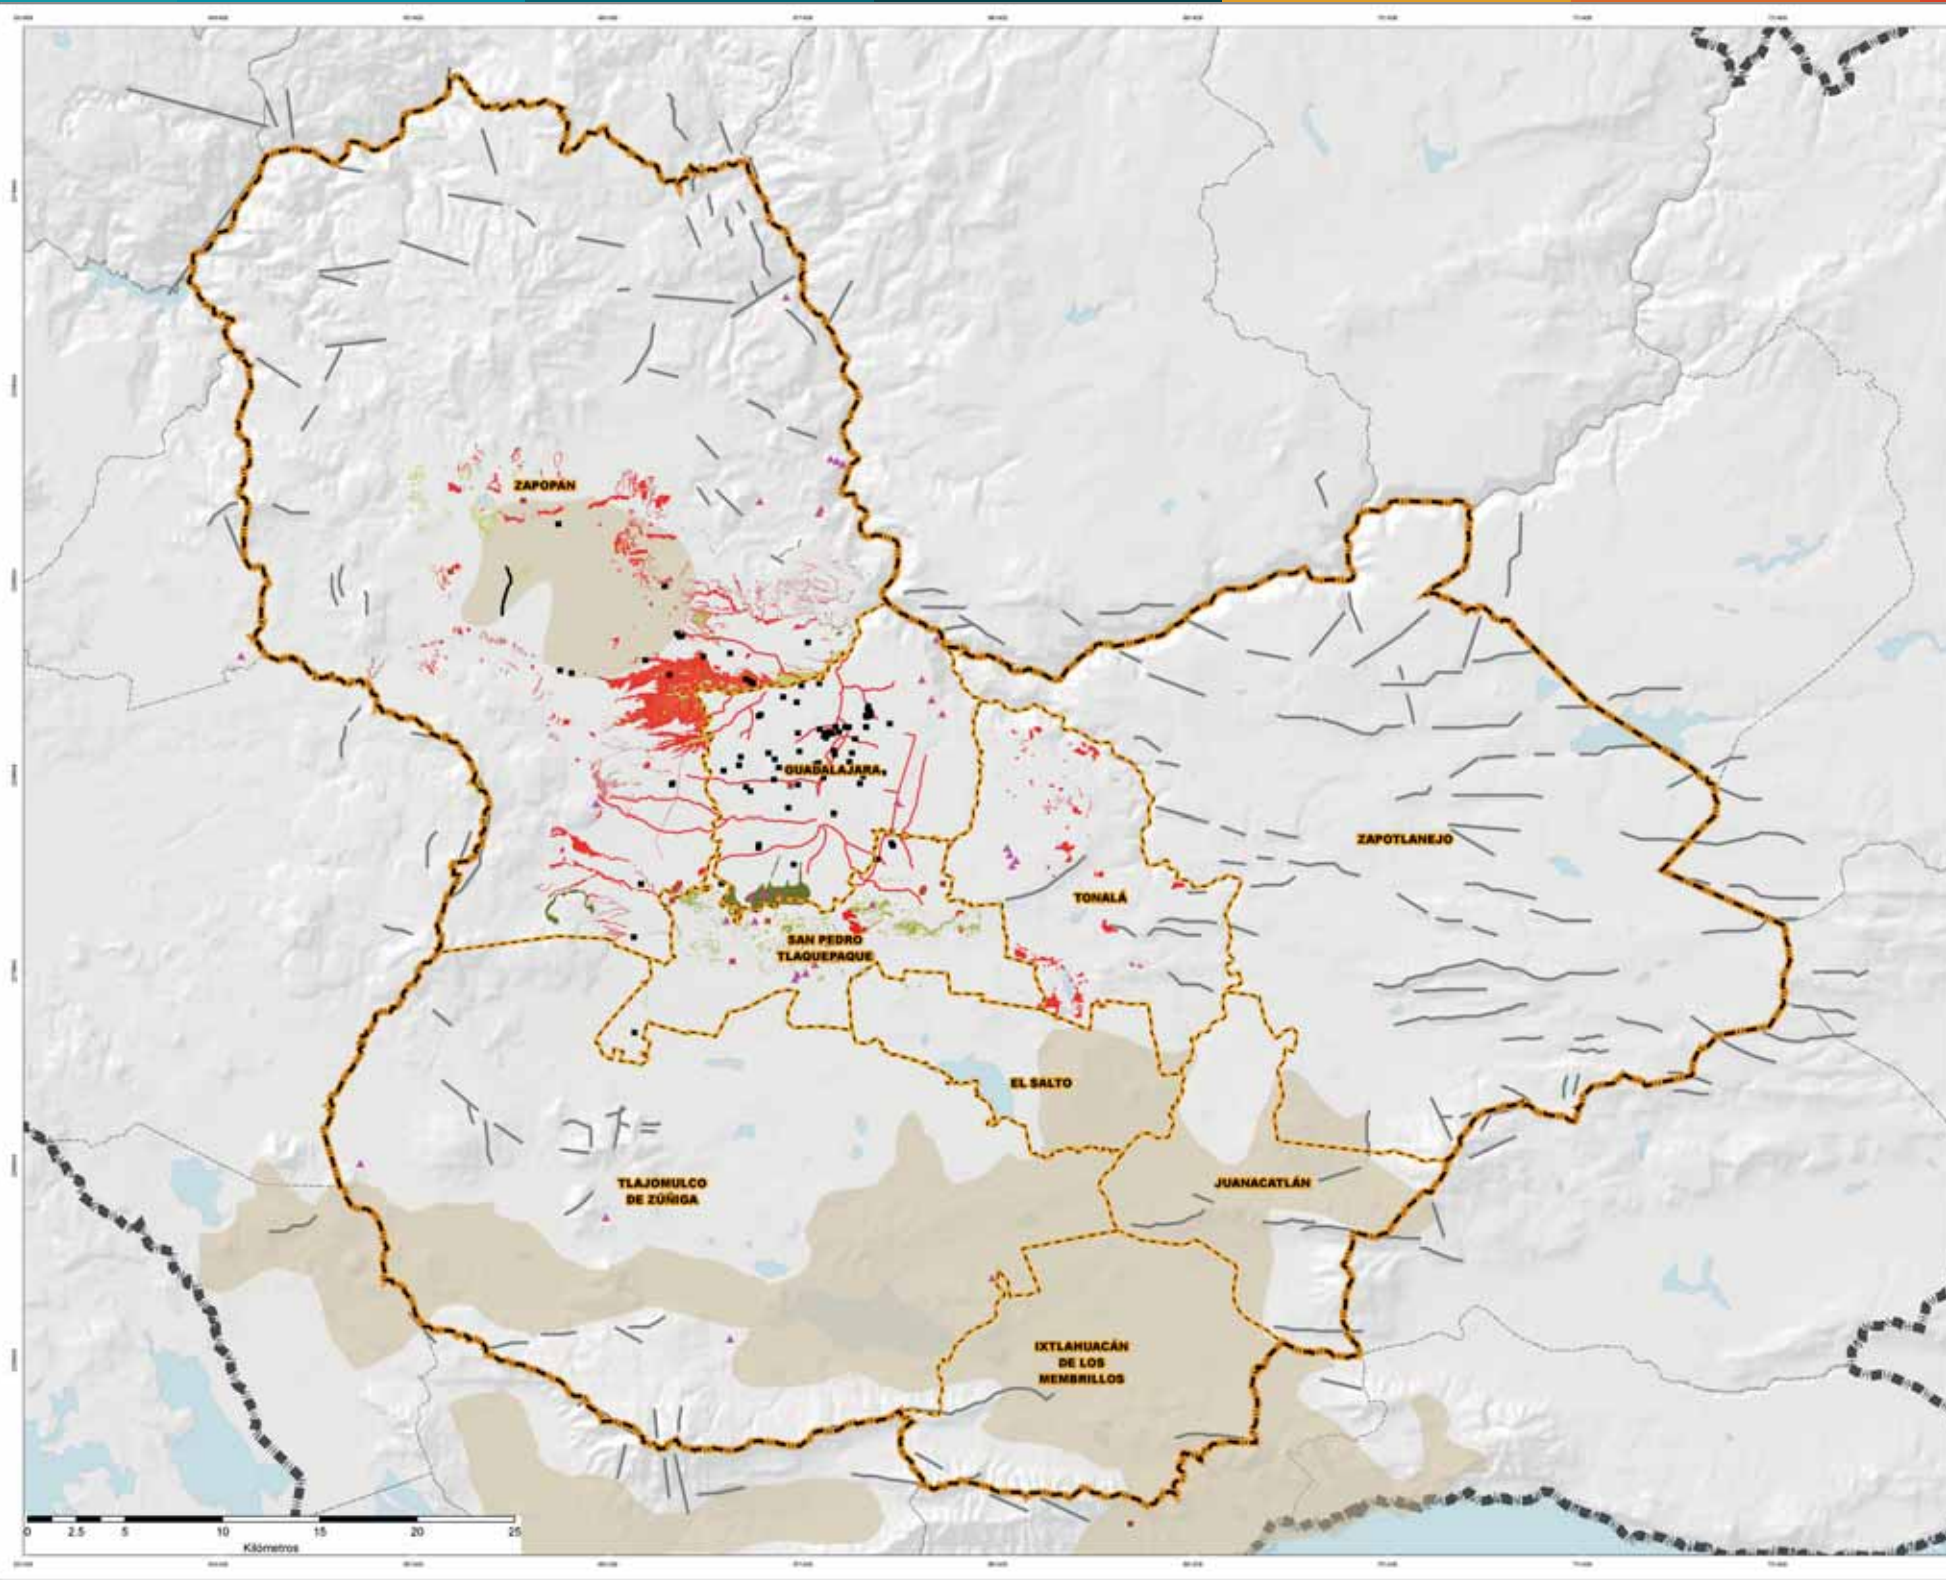 ZAPOPAN
GUADALAJARA
ZAPOTLANEJO
TONALÁ
SAN PEDRO
TLAQUEPAQUE
EL SALTO
TLAJOMULCO
DE ZÚÑIGA
JUANACATLÁN
IXTLAHUACÁN
DE LOS
MEMBRILLOS
0 2.5 5 10 15 20 25
Kilómetros